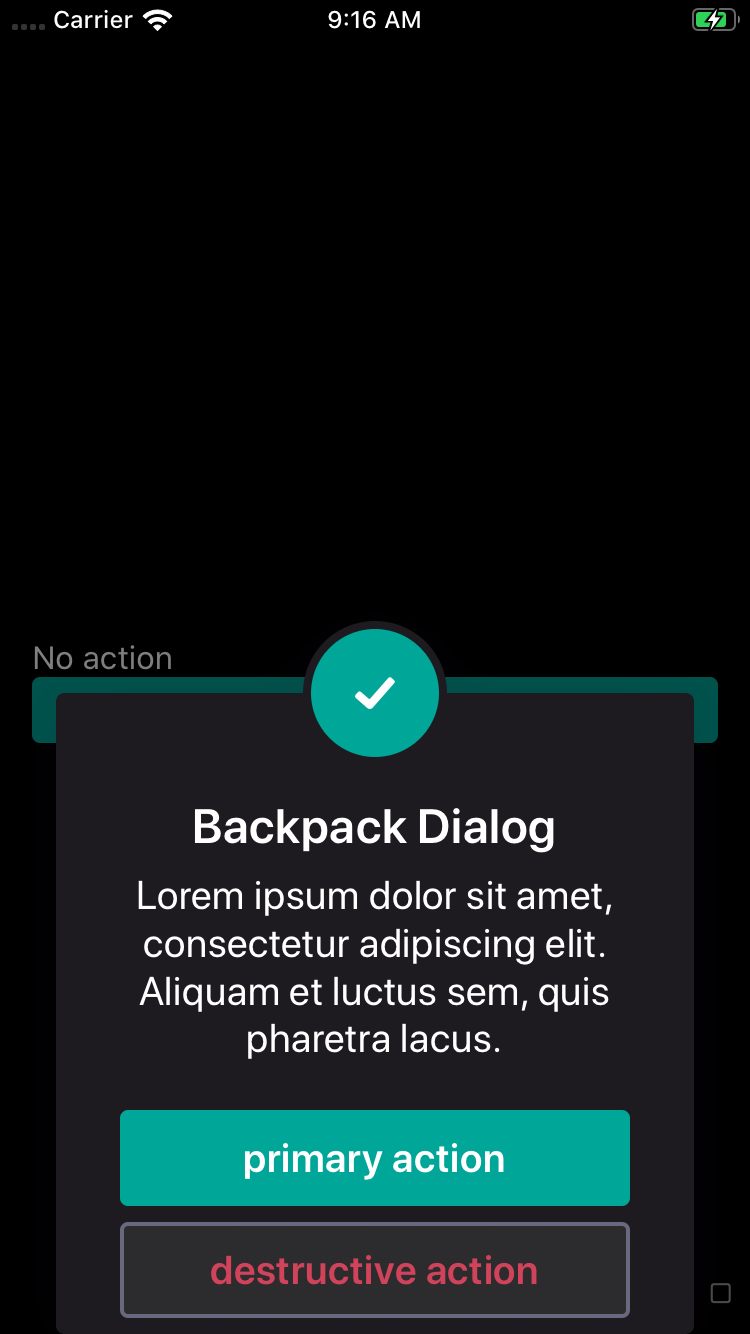 Carrier
9:16 AM
No action
Backpack Dialog
Lorem ipsum dolor sit amet,
consectetur adipiscing elit.
Aliquam et luctus sem, quis
pharetra lacus.
primary action
destructive action